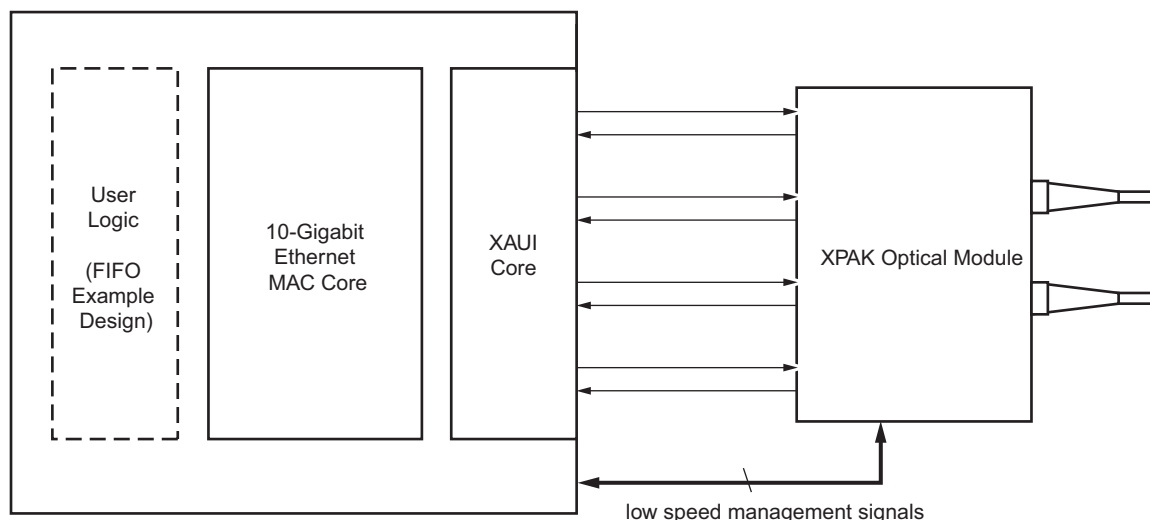 User
Logic
(FIFO
Example
Design)
10-Gigabit
Ethernet
MAC Core
XAUI
Core
XPAK Optical Module
low speed management signals